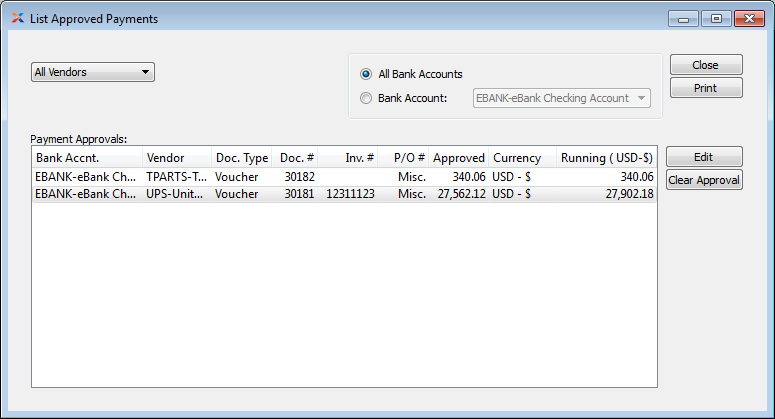 List Approved Payments
All Vendors
All Bank Accounts
Bank Account: EBANK-eBank Checking Account
Close
Print
Payment Approvals:
Bank Accnt. Vendor Doc. Type Doc. # Inv. # P/O # Approved Currency Running ( USD-$)
EBANK-eBank Ch... TPARTS-T... Voucher 30182 Misc. 340.06 USD - $ 340.06
EBANK-eBank Ch... UPS-Unit... Voucher 30181 12311123 Misc. 27,562.12 USD - $ 27,902.18
Edit
Clear Approval